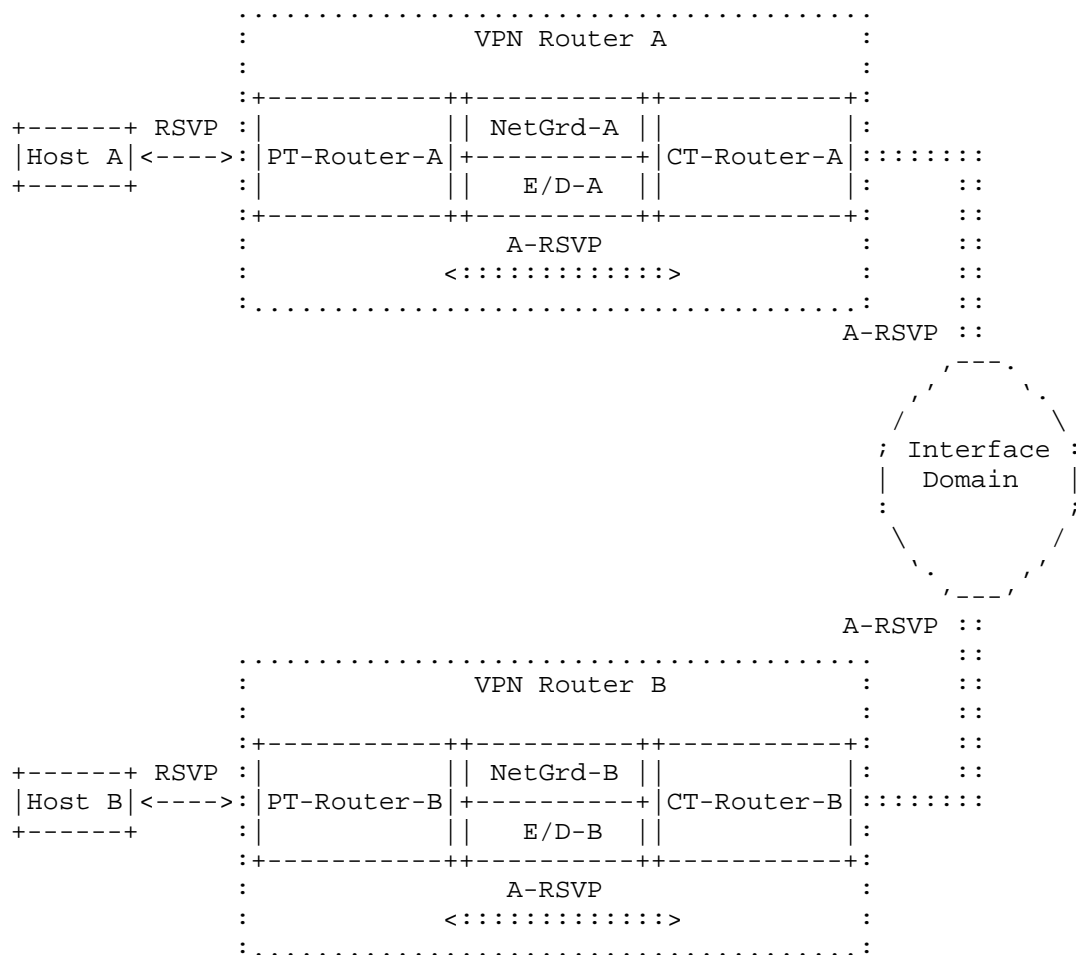 VPN Router A
RSVP NetGrd-A
Host A PT-Router-A CT-Router-A
E/D-A
A-RSVP
A-RSVP
Interface
Domain
A-RSVP
VPN Router B
RSVP NetGrd-B
Host B PT-Router-B CT-Router-B
E/D-B
A-RSVP